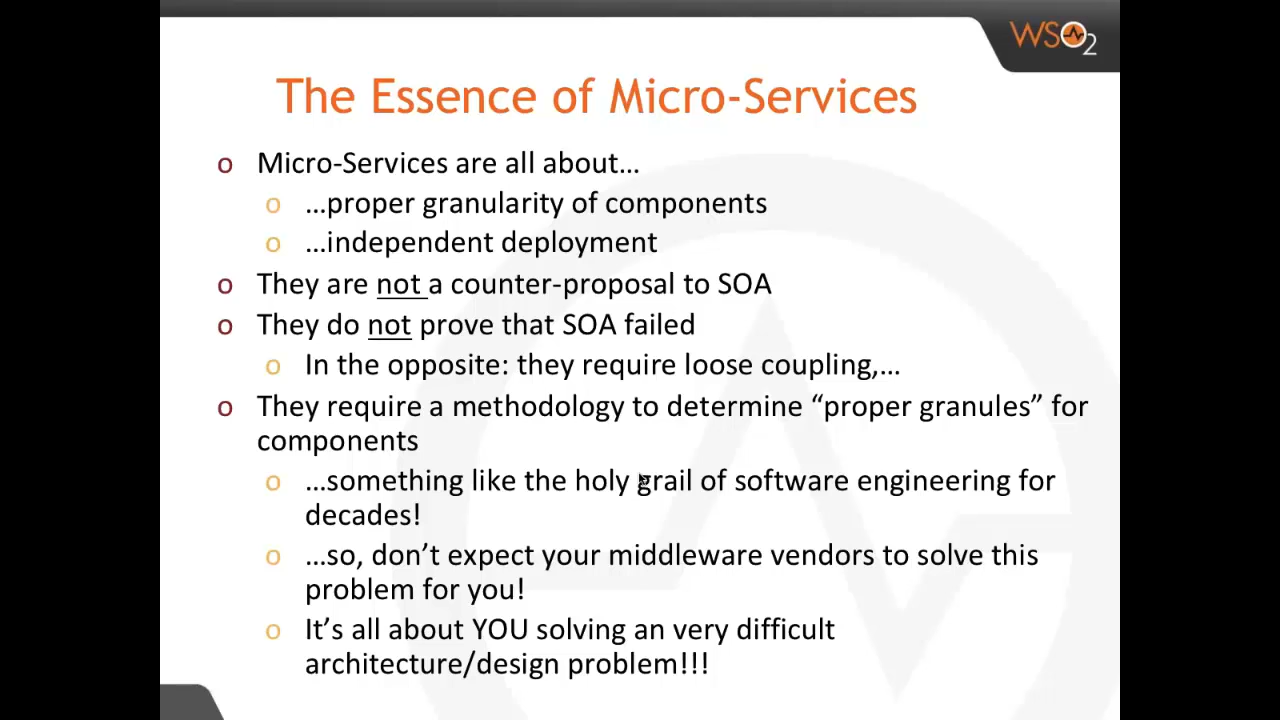 WSO2
The Essence of Micro-Services
o Micro-Services are all about…
o …proper granularity of components
o …independent deployment
o They are not a counter-proposal to SOA
o They do not prove that SOA failed
o In the opposite: they require loose coupling,…
o They require a methodology to determine “proper granules” for
components
o …something like the holy grail of software engineering for
decades!
o …so, don’t expect your middleware vendors to solve this
problem for you!
o It’s all about YOU solving an very difficult
architecture/design problem!!!